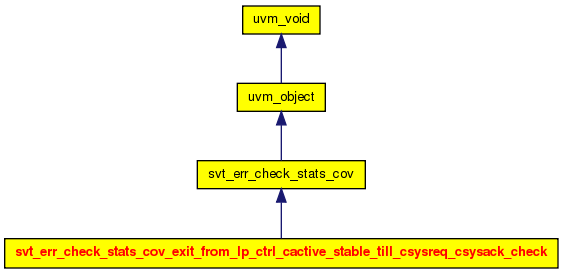 uvm_void
uvm_object
svt_err_check_stats_cov
svt_err_check_stats_cov_exit_from_lp_ctrl_cactive_stable_till_csysreq_csysack_check